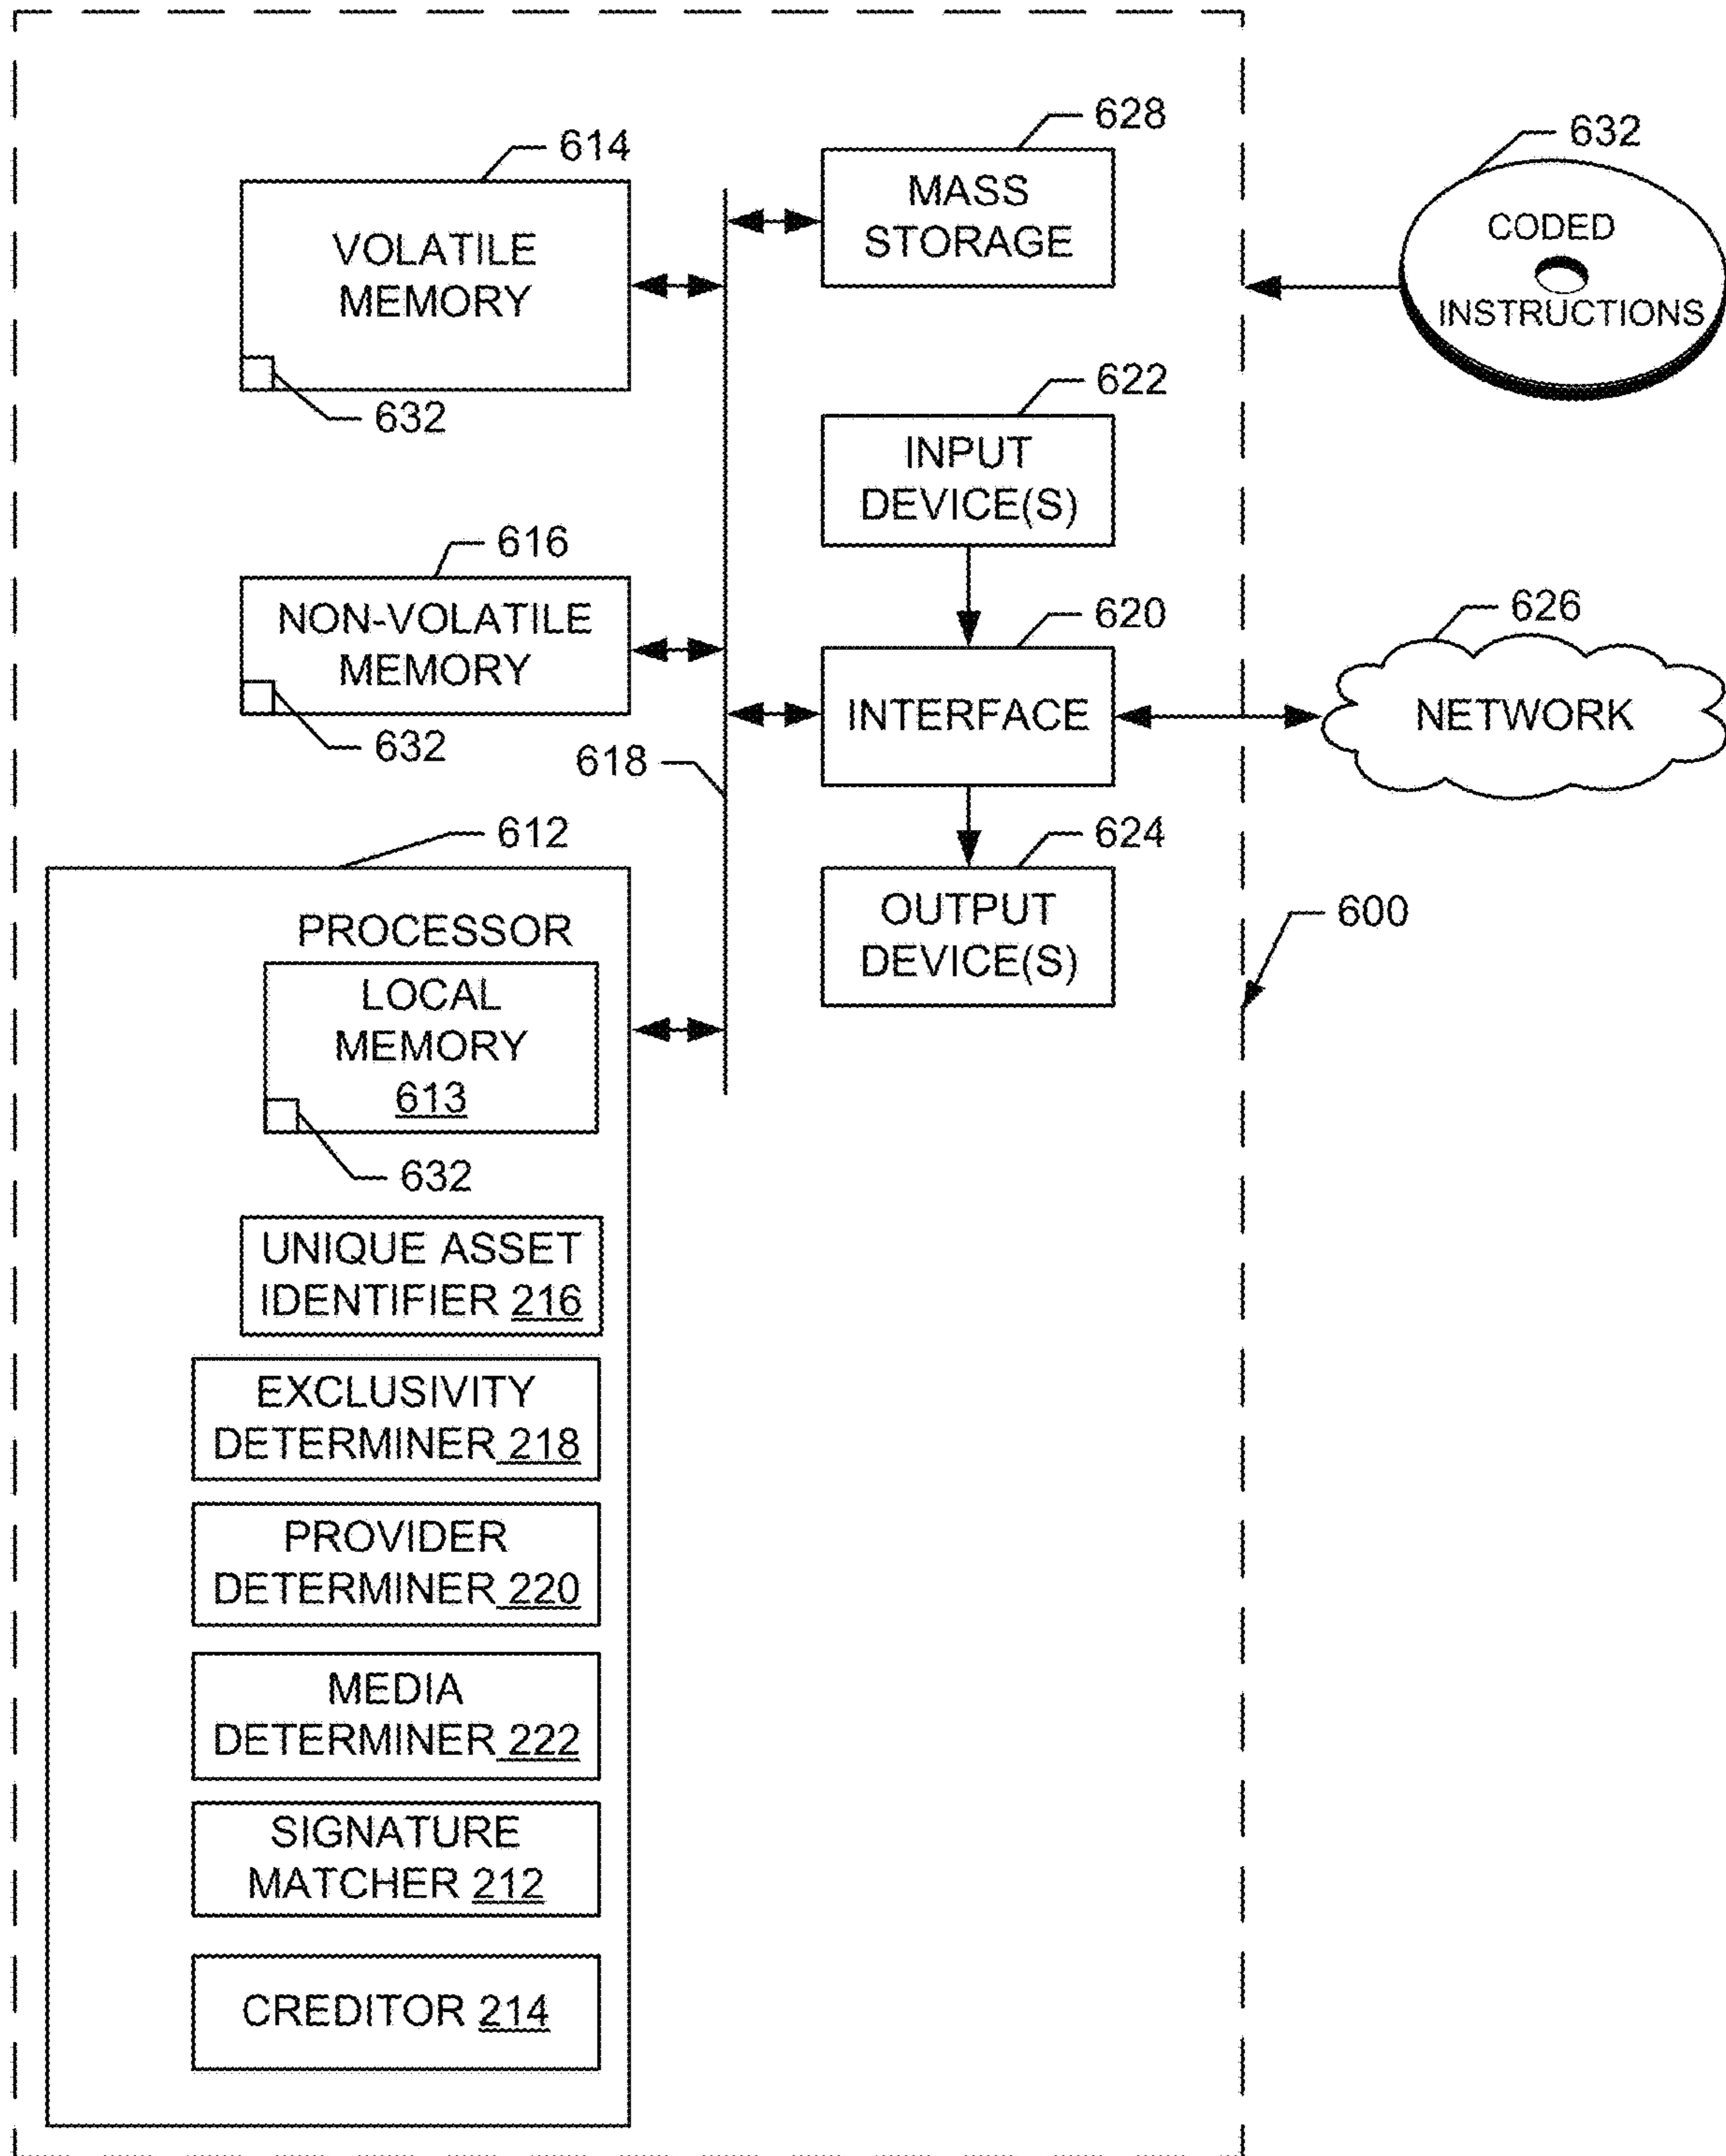 614
VOLATILE
MEMORY
632
628
MASS
STORAGE
632
CODED
INSTRUCTIONS
622
INPUT
DEVICE(S)
616
NON-VOLATILE
MEMORY
632
618
620
INTERFACE
626
NETWORK
624
OUTPUT
DEVICE(S)
600
612
PROCESSOR
LOCAL
MEMORY
613
632
UNIQUE ASSET
IDENTIFIER 216
EXCLUSIVITY
DETERMINER 218
PROVIDER
DETERMINER 220
MEDIA
DETERMINER 222
SIGNATURE
MATCHER 212
CREDITOR 214